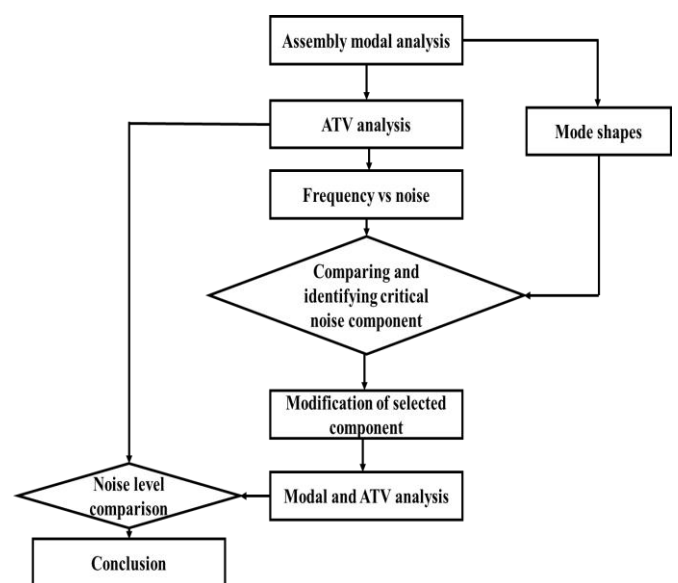 Assembly modal analysis
ATV analysis
Mode shapes
Frequency vs noise
Comparing and
identifying critical
noise component
Modification of selected
component
Noise level
comparison
Modal and ATV analysis
Conclusion